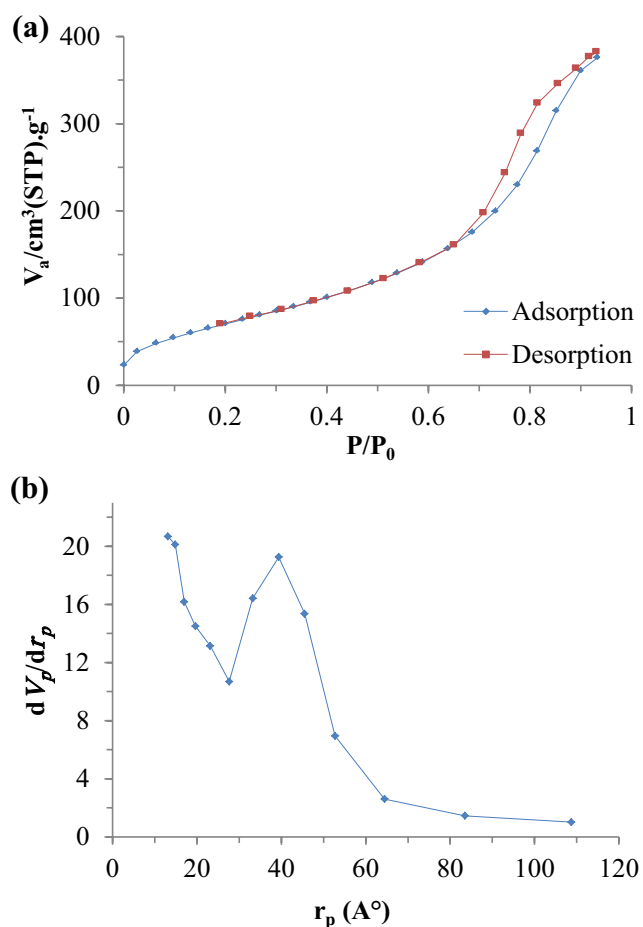 (a)
400
300
200
100
0
Vₐ/cm³(STP).g⁻¹
Adsorption
Desorption
0 0.2 0.4 0.6 0.8 1
P/P₀
(b)
20
16
12
8
4
0
dVₚ/drₚ
0 20 40 60 80 100 120
rₚ (A°)